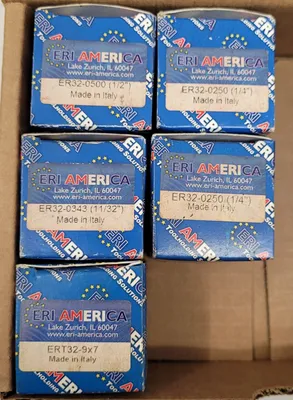 ERI AMERICA
Lake Zurich, IL 60047
www.eri-america.com
ER32-0500 (1/2")
Made in Italy
ERI AMERICA
Lake Zurich, IL 60047
www.eri-america.com
ER32-0250 (1/4")
Made in Italy
ERI AMERICA
Lake Zurich, IL 60047
www.eri-america.com
ER32-0343 (11/32")
Made in Italy
ERI AMERICA
Lake Zurich, IL 60047
www.eri-america.com
ER32-0250 (1/4")
Made in Italy
ERI AMERICA
Lake Zurich, IL 60047
www.eri-america.com
ERT32-9x7
Made in Italy
TOOLHOLDING SOLUTIONS